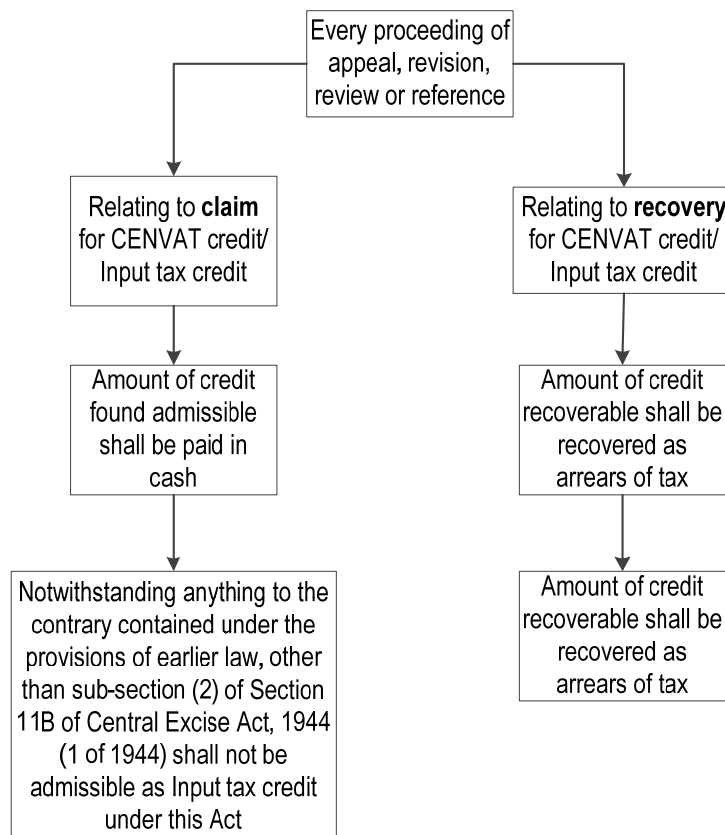 Every proceeding of
appeal, revision,
review or reference
Relating to claim
for CENVAT credit/
Input tax credit
Relating to recovery
for CENVAT credit/
Input tax credit
Amount of credit
found admissible
shall be paid in
cash
Amount of credit
recoverable shall be
recovered as
arrears of tax
Notwithstanding anything to the
contrary contained under the
provisions of earlier law, other
than sub-section (2) of Section
11B of Central Excise Act, 1944
(1 of 1944) shall not be
admissible as Input tax credit
under this Act
Amount of credit
recoverable shall be
recovered as
arrears of tax